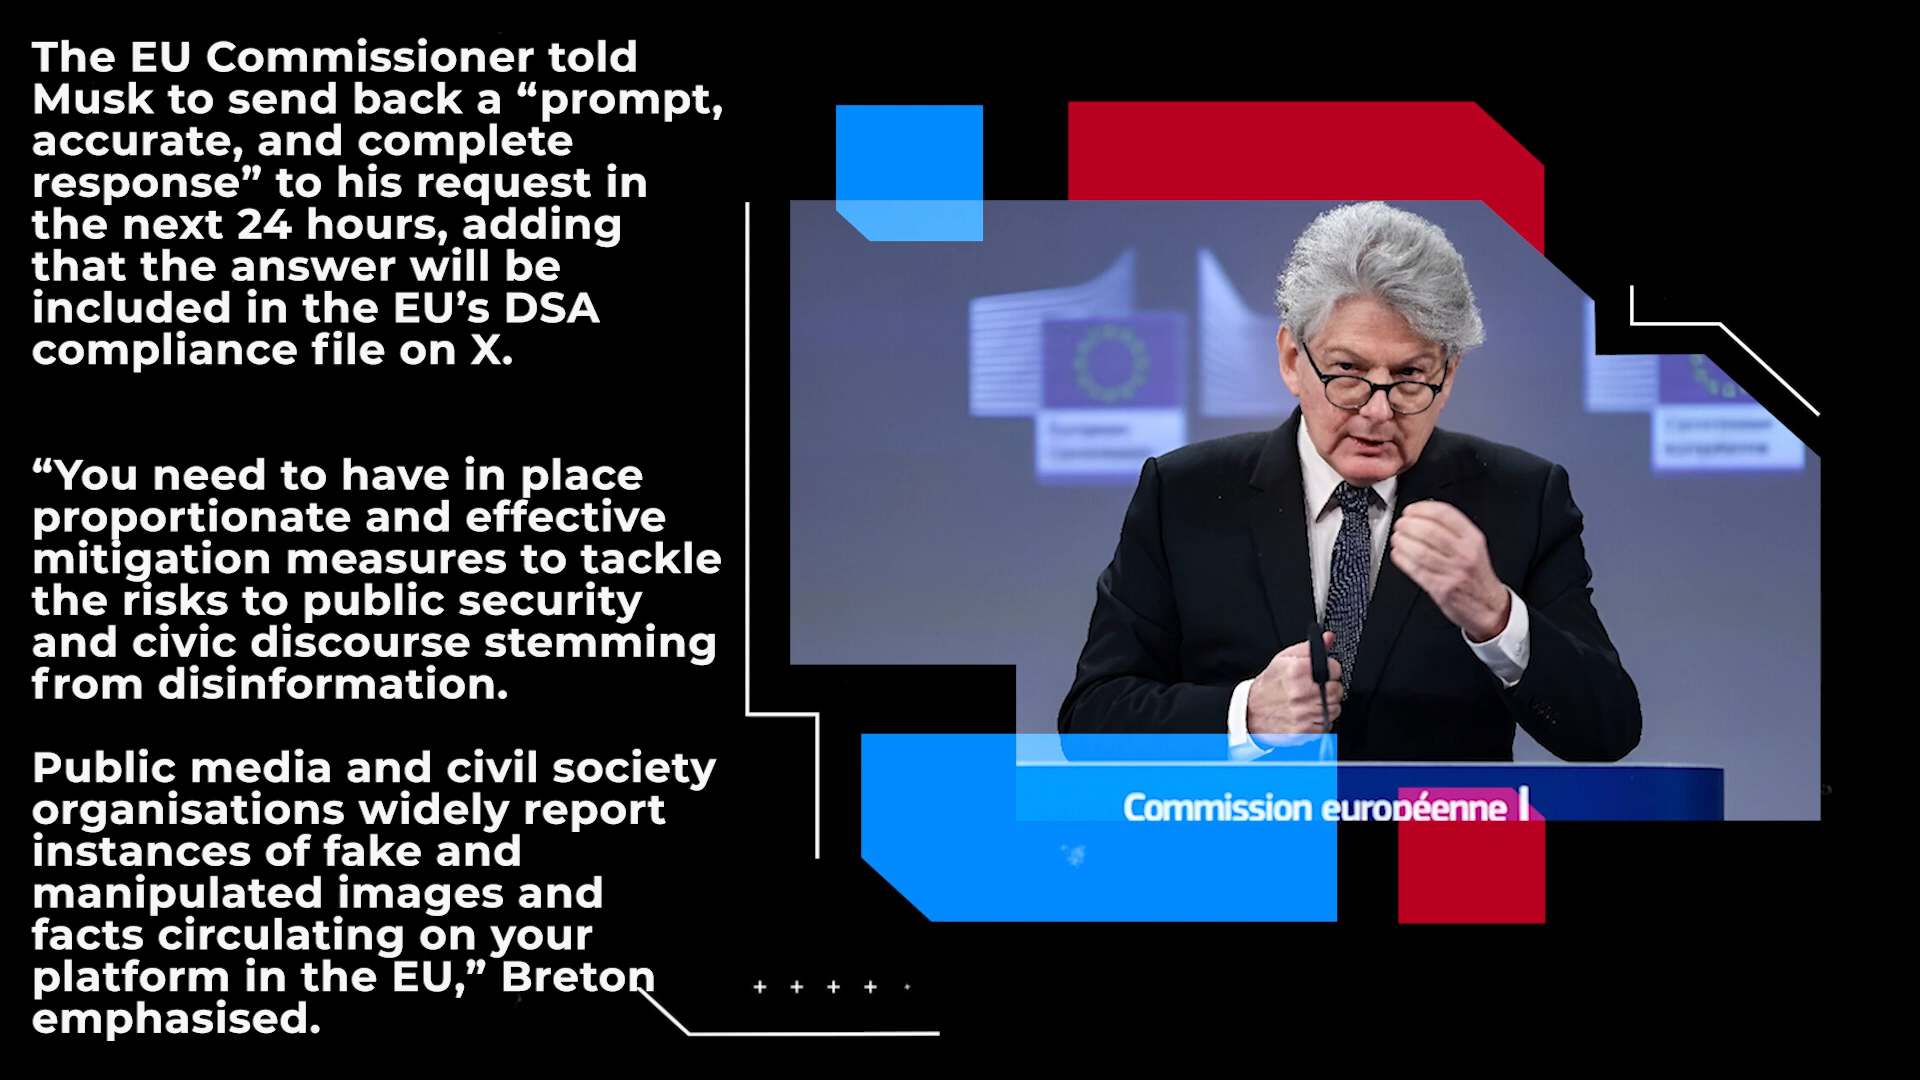 The EU Commissioner told
Musk to send back a “prompt,
accurate, and complete
response” to his request in
the next 24 hours, adding
that the answer will be
included in the EU’s DSA
compliance file on X.
“You need to have in place
proportionate and effective
mitigation measures to tackle
the risks to public security
and civic discourse stemming
from disinformation.
Public media and civil society
organisations widely report
instances of fake and
manipulated images and
facts circulating on your
platform in the EU,” Breton
emphasised.
Commission européenne